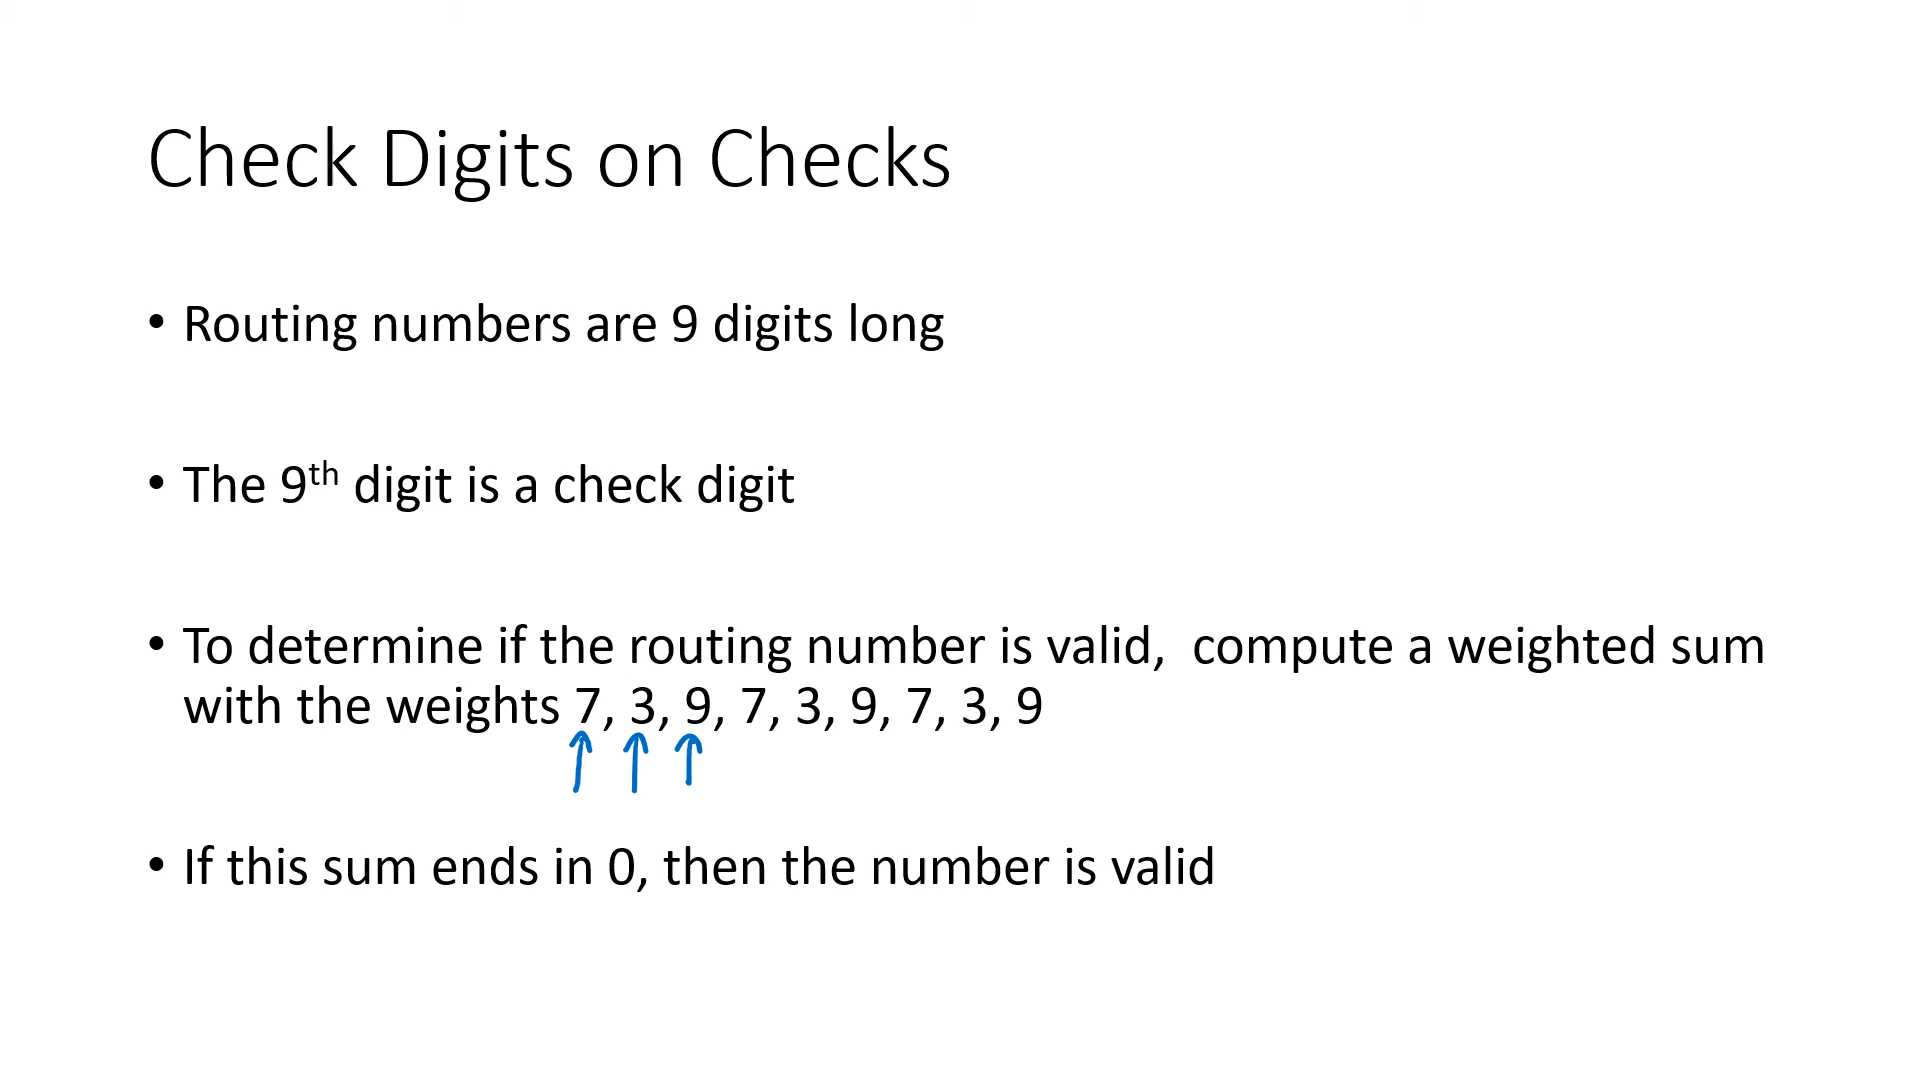 Check Digits on Checks
• Routing numbers are 9 digits long
• The 9th digit is a check digit
• To determine if the routing number is valid,  compute a weighted sum
with the weights 7, 3, 9, 7, 3, 9, 7, 3, 9
• If this sum ends in 0, then the number is valid